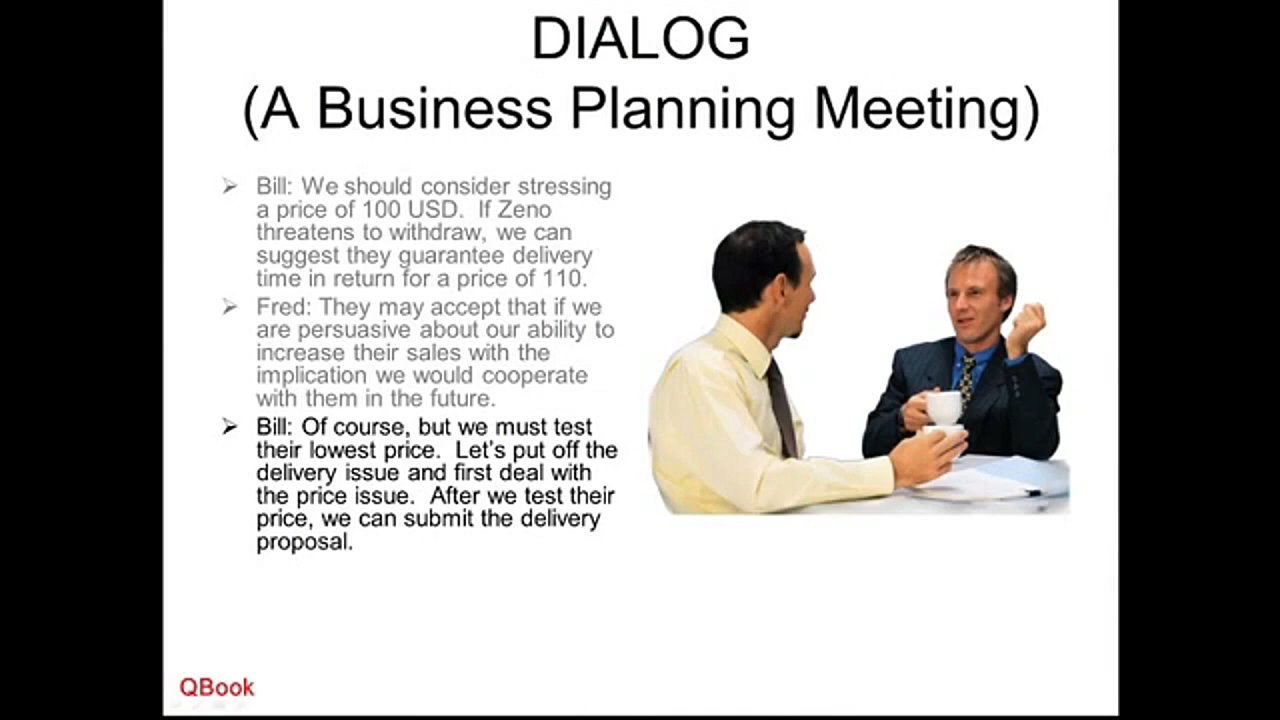 DIALOG
(A Business Planning Meeting)
Bill: We should consider stressing
a price of 100 USD.  If Zeno
threatens to withdraw, we can
suggest they guarantee delivery
time in return for a price of 110.
Fred: They may accept that if we
are persuasive about our ability to
increase their sales with the
implication we would cooperate
with them in the future.
Bill: Of course, but we must test
their lowest price.  Let's put off the
delivery issue and first deal with
the price issue.  After we test their
price, we can submit the delivery
proposal.
QBook